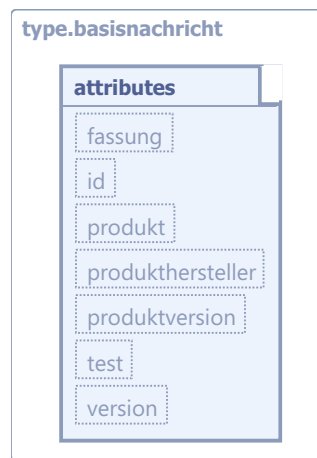 type.basisnachricht
attributes
fassung
id
produkt
produkthersteller
produktversion
test
version